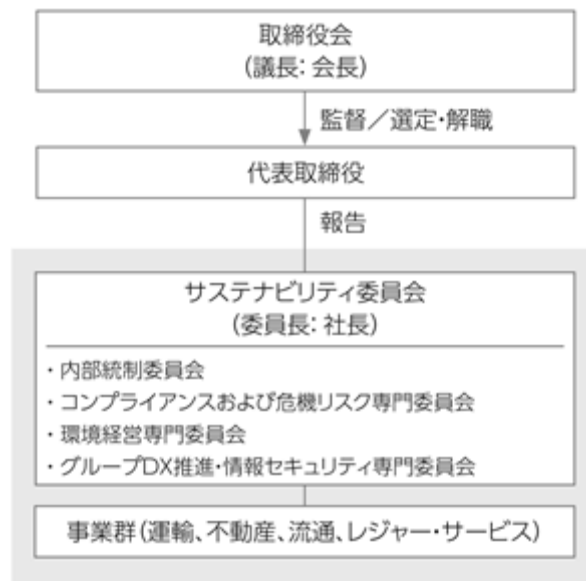 取締役会
(議長: 会長)
監督／選定・解職
代表取締役
報告
サステナビリティ委員会
(委員長: 社長)
・内部統制委員会
・コンプライアンスおよび危機リスク専門委員会
・環境経営専門委員会
・グループDX推進・情報セキュリティ専門委員会
事業群(運輸、不動産、流通、レジャー・サービス)